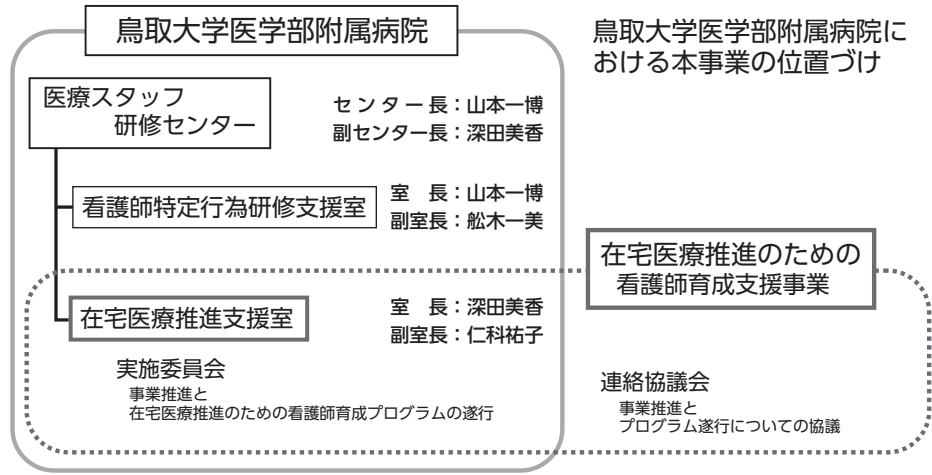 鳥取大学医学部附属病院
鳥取大学医学部附属病院に
おける本事業の位置づけ
医療スタッフ
研修センター
センター長：山本一博
副センター長：深田美香
看護師特定行為研修支援室
室　長：山本一博
副室長：舩木一美
在宅医療推進のための
看護師育成支援事業
在宅医療推進支援室
室　長：深田美香
副室長：仁科祐子
実施委員会
事業推進と
在宅医療推進のための看護師育成プログラムの遂行
連絡協議会
事業推進と
プログラム遂行についての協議